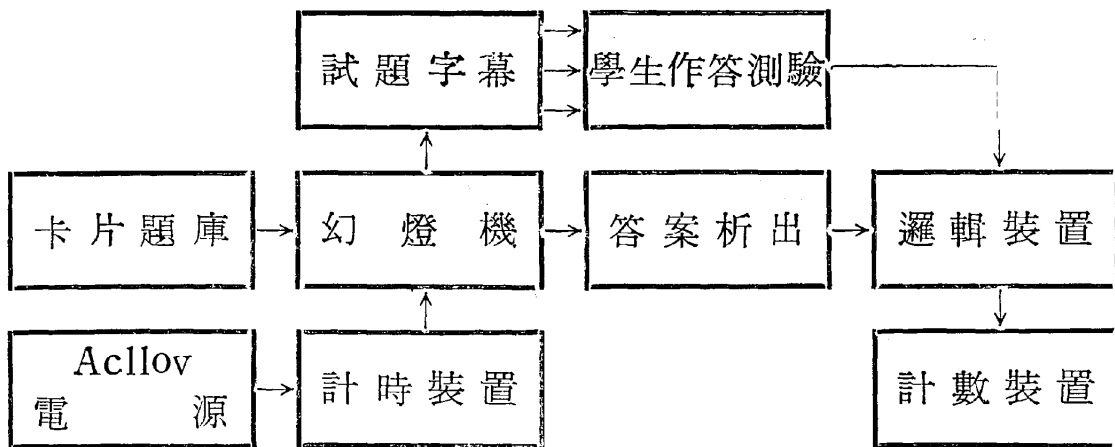 試題字幕
學生作答測驗
卡片題庫
幻燈機
答案析出
邏輯裝置
Acllov
電源
計時裝置
計數裝置